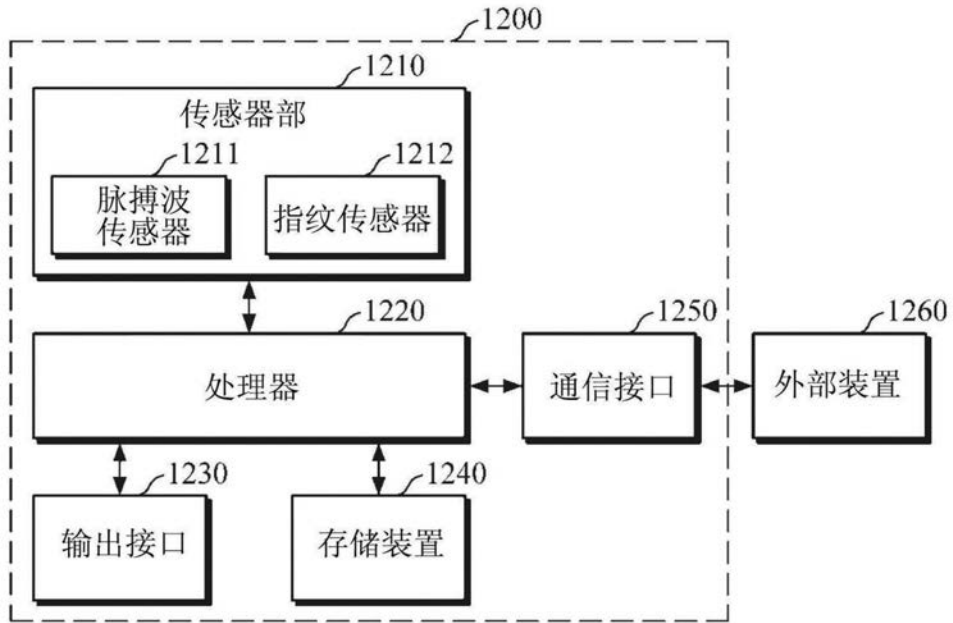 1200
1210
传感器部
1211
1212
脉搏波
传感器
指纹传感器
1220
1250
1260
处理器
通信接口
外部装置
1230
1240
输出接口
存储装置